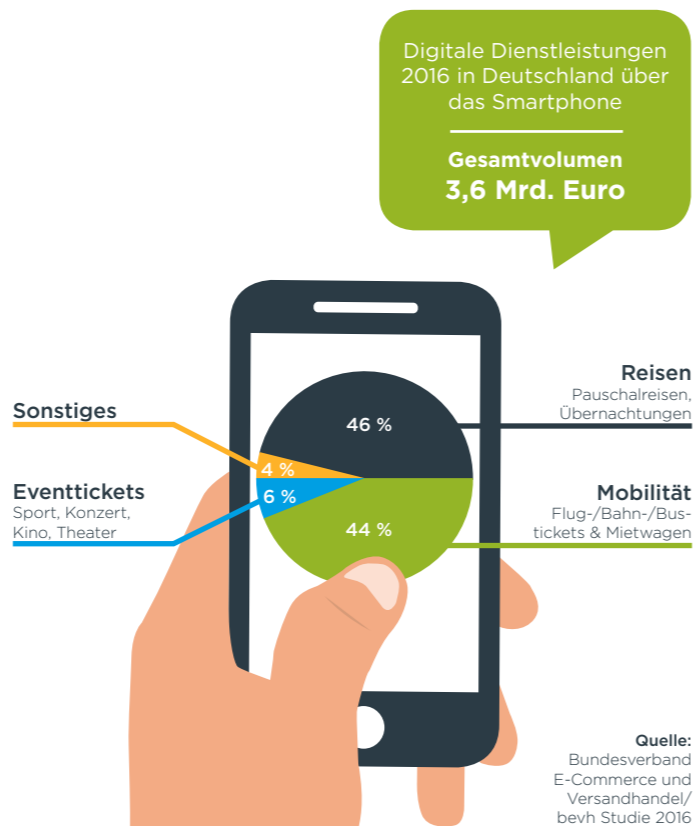 Digitale Dienstleistungen
2016 in Deutschland über
das Smartphone
Gesamtvolumen
3,6 Mrd. Euro
Reisen
Pauschalreisen,
Übernachtungen
46 %
Sonstiges
4 %
Eventtickets
Sport, Konzert,
Kino, Theater
6 %
Mobilität
Flug-/Bahn-/Bus-
tickets & Mietwagen
44 %
Quelle:
Bundesverband
E-Commerce und
Versandhandel/
bevh Studie 2016